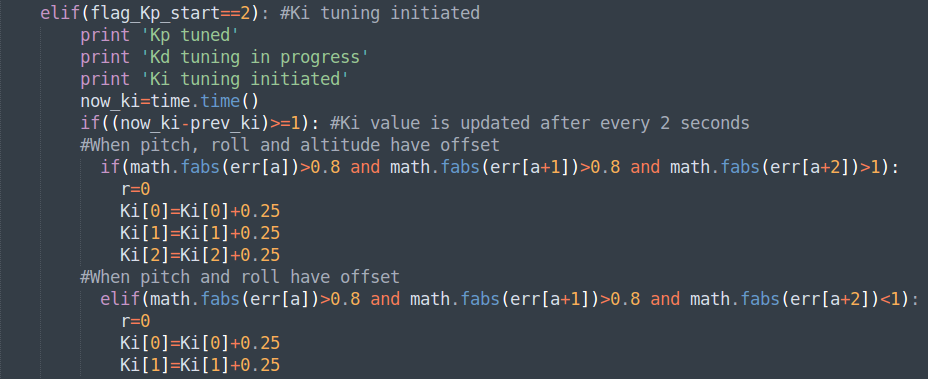 elif(flag_Kp_start==2): #Ki tuning initiated
print 'Kp tuned'
print 'Kd tuning in progress'
print 'Ki tuning initiated'
now_ki=time.time()
if((now_ki-prev_ki)>=1): #Ki value is updated after every 2 seconds
#When pitch, roll and altitude have offset
if(math.fabs(err[a])>0.8 and math.fabs(err[a+1])>0.8 and math.fabs(err[a+2])>1):
r=0
Ki[0]=Ki[0]+0.25
Ki[1]=Ki[1]+0.25
Ki[2]=Ki[2]+0.25
#When pitch and roll have offset
elif(math.fabs(err[a])>0.8 and math.fabs(err[a+1])>0.8 and math.fabs(err[a+2])<1):
r=0
Ki[0]=Ki[0]+0.25
Ki[1]=Ki[1]+0.25